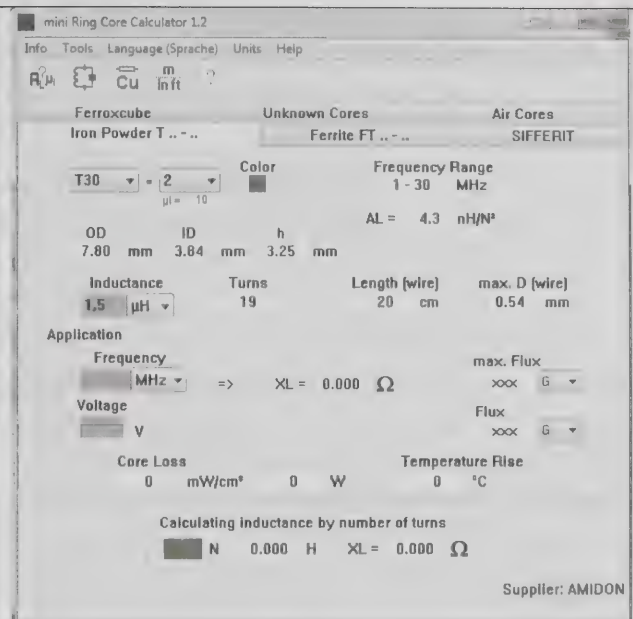 mini Ring Core Calculator 1.2
Info Tools Language (Sprache) Units Help
Cu m in ft ?
Ferroxcube Unknown Cores Air Cores
Iron Powder T .. - .. Ferrite FT .. - .. SIFFERIT
T30 - 2 Color Frequency Range
µi = 10 1 - 30 MHz
AL = 4.3 nH/N²
OD ID h
7.80 mm 3.84 mm 3.25 mm
Inductance Turns Length (wire) max. D (wire)
1,5 µH 19 20 cm 0.54 mm
Application
Frequency max. Flux
MHz => XL = 0.000 Ω xxx G
Voltage Flux
V xxx G
Core Loss Temperature Rise
0 mW/cm³ 0 W 0 °C
Calculating inductance by number of turns
N 0.000 H XL = 0.000 Ω
Supplier: AMIDON